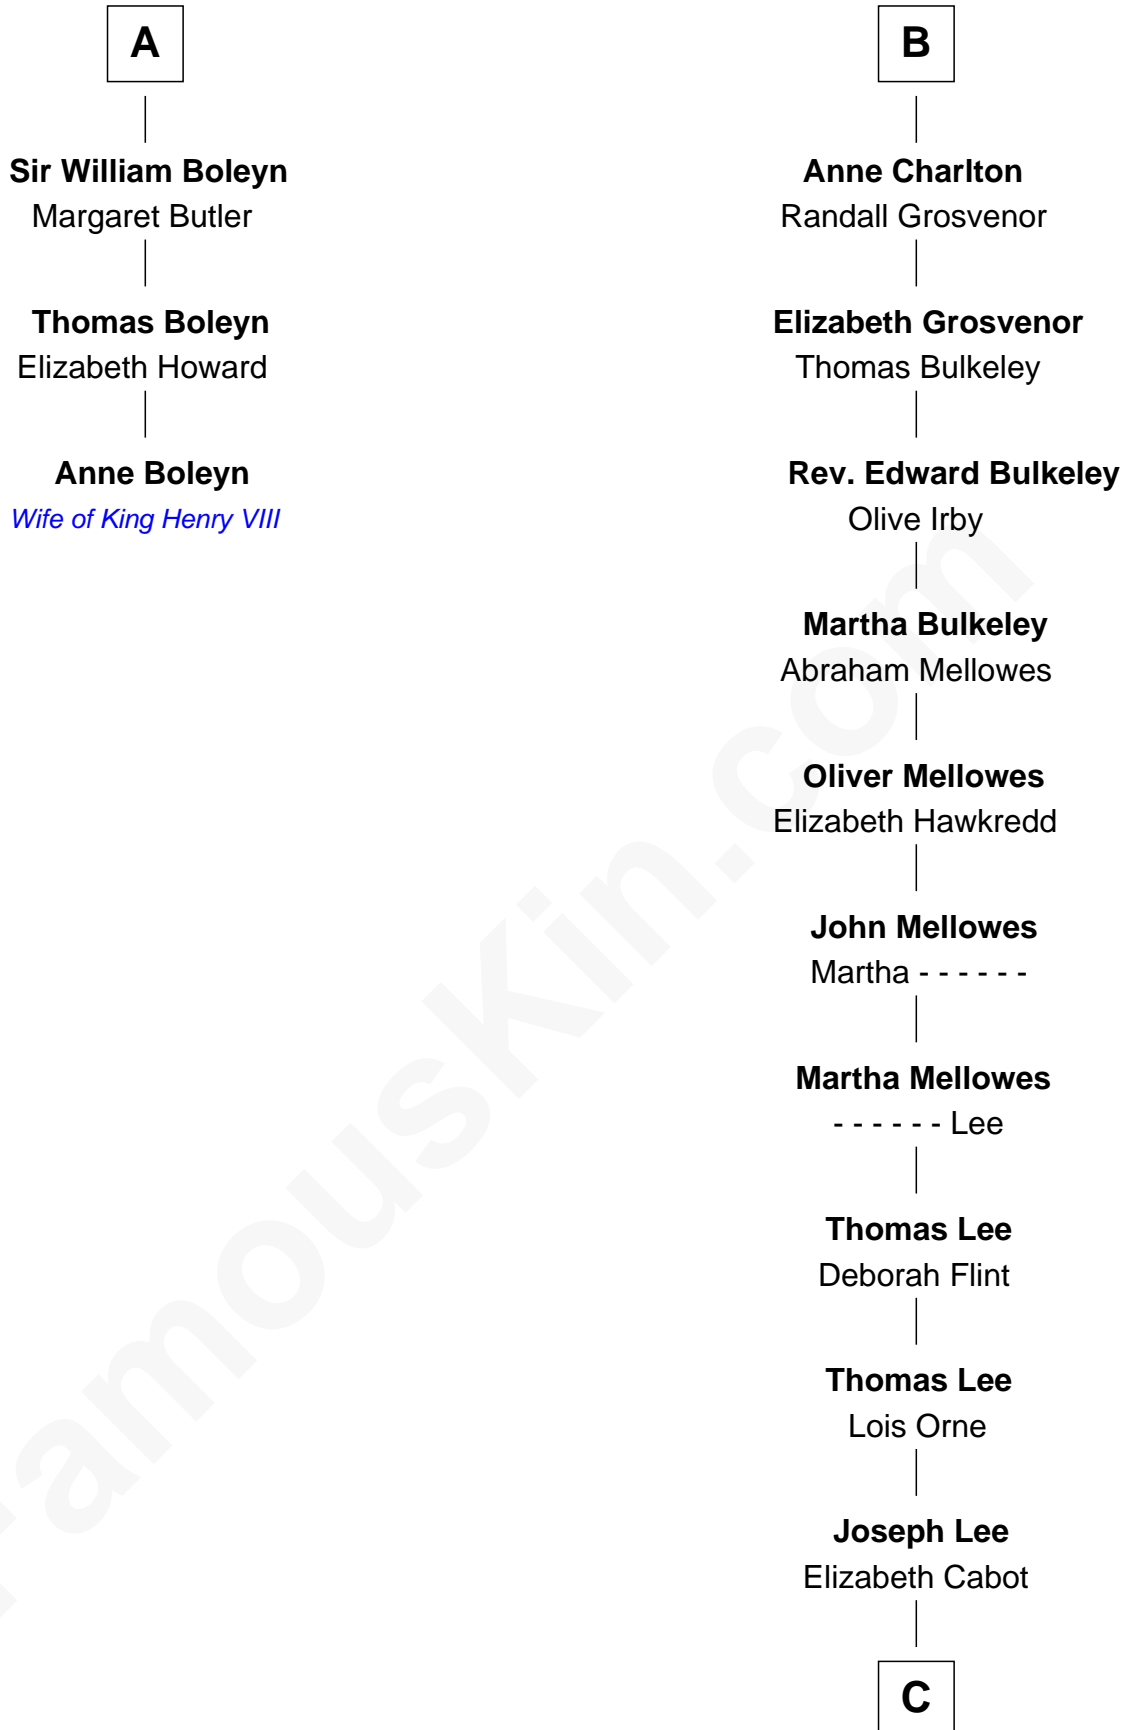 A
Sir William Boleyn
Margaret Butler
Thomas Boleyn
Elizabeth Howard
Anne Boleyn
Wife of King Henry VIII
B
Anne Charlton
Randall Grosvenor
Elizabeth Grosvenor
Thomas Bulkeley
Rev. Edward Bulkeley
Olive Irby
Martha Bulkeley
Abraham Mellowes
Oliver Mellowes
Elizabeth Hawkredd
John Mellowes
Martha - - - - - -
Martha Mellowes
- - - - - - Lee
Thomas Lee
Deborah Flint
Thomas Lee
Lois Orne
Joseph Lee
Elizabeth Cabot
C
FamousKin.com